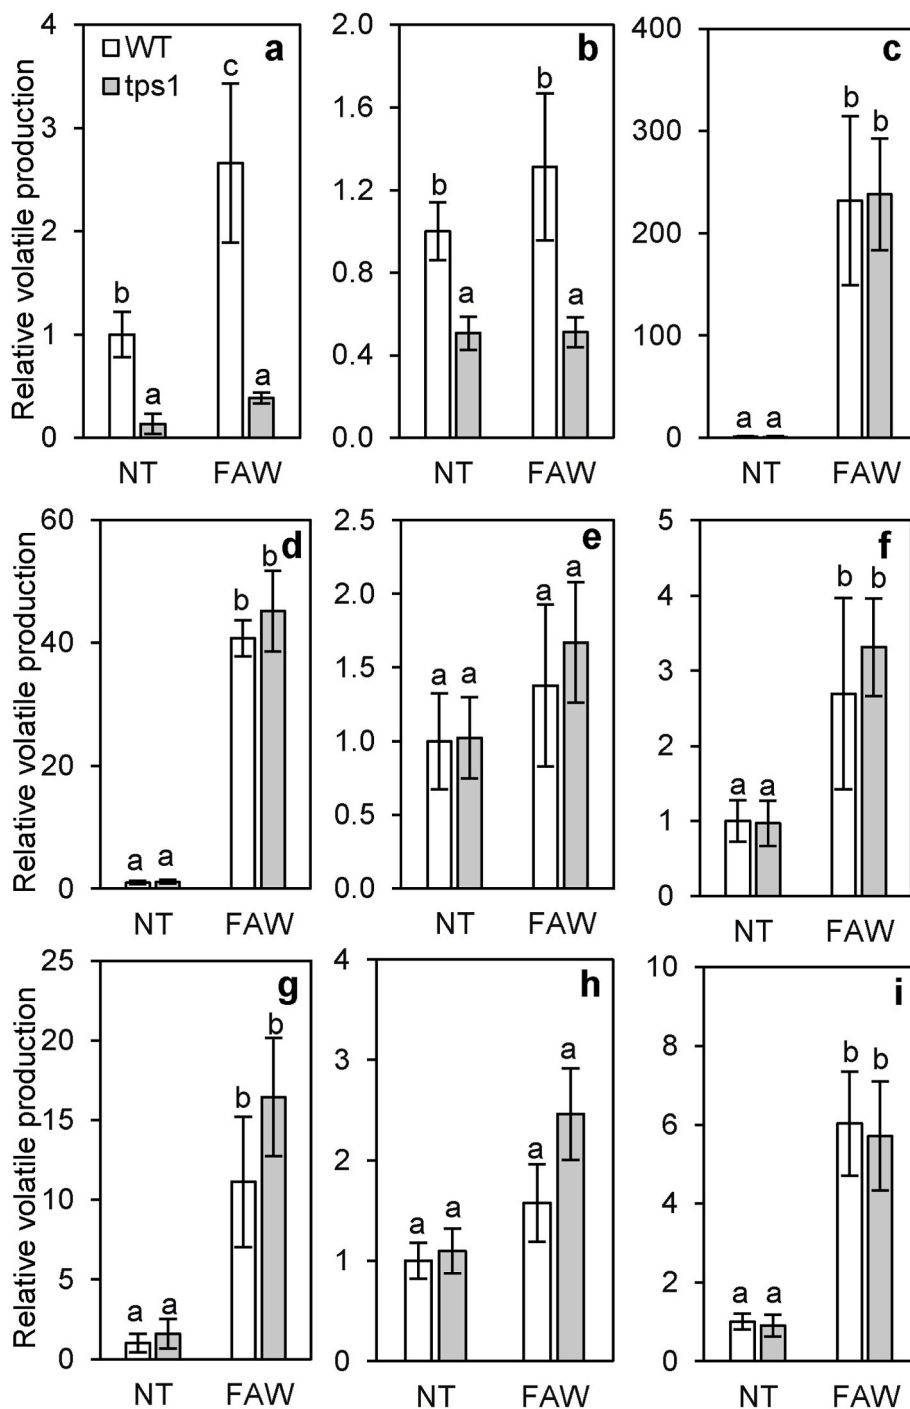 Relative volatile production
4
3
2
1
0
WT
tps1
a
b
a
c
a
NT FAW
2.0
1.6
1.2
0.8
0.4
0.0
b
b
a
b
a
NT FAW
400
300
200
100
0
c
a a
b b
NT FAW
Relative volatile production
60
40
20
0
d
a a
b b
NT FAW
2.5
2.0
1.5
1.0
0.5
0.0
e
a a
a a
NT FAW
5
4
3
2
1
0
f
a a
b b
NT FAW
Relative volatile production
25
20
15
10
5
0
g
a a
b b
NT FAW
4
3
2
1
0
h
a a
a a
NT FAW
10
8
6
4
2
0
i
a a
b b
NT FAW